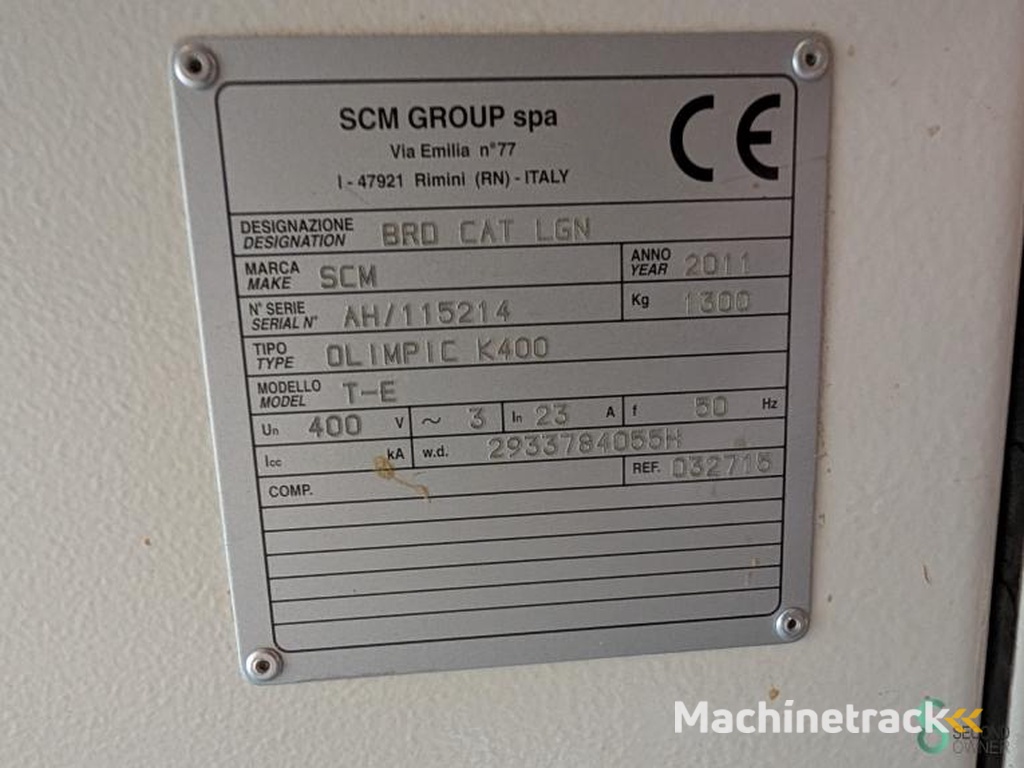 SCM GROUP spa
Via Emilia n°77
I - 47921 Rimini (RN) - ITALY
CE
DESIGNAZIONE
DESIGNATION BRD CAT LGN
MARCA
MAKE SCM
ANNO
YEAR 2011
N° SERIE
SERIAL N° AH/115214
Kg 1300
TIPO
TYPE OLIMPIC K400
MODELLO
MODEL T-E
Un 400 V ~ 3 In 23 A f 50 Hz
Icc kA w.d. 2933784055H
COMP. REF. 032715
Machinetrack
SECOND
OWNER